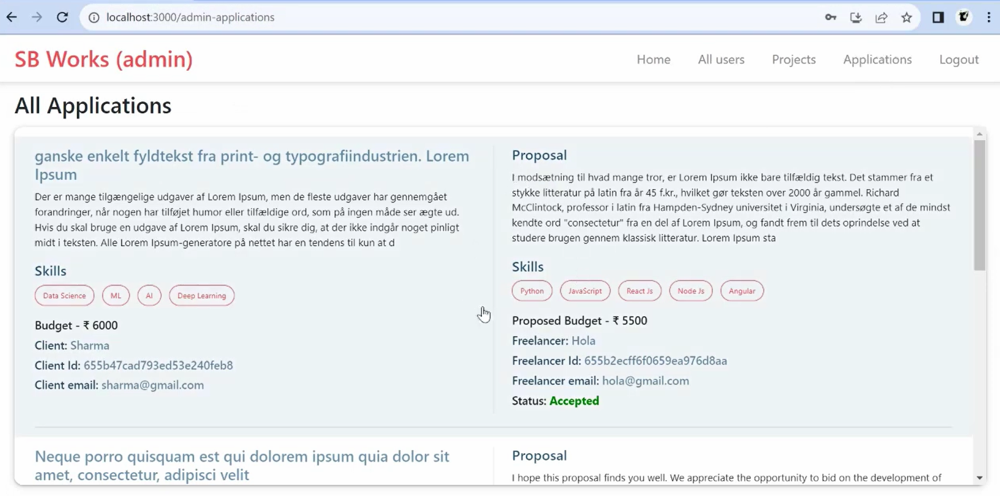 localhost:3000/admin-applications
SB Works (admin)
Home
All users
Projects
Applications
Logout
All Applications
ganske enkelt fyldtekst fra print- og typografiindustrien. Lorem
Ipsum
Der er mange tilgængelige udgaver af Lorem Ipsum, men de fleste udgaver har gennemgået
forandringer, når nogen har tilføjet humor eller tilfældige ord, som på ingen måde ser ægte ud.
Hvis du skal bruge en udgave af Lorem Ipsum, skal du sikre dig, at der ikke indgår noget pinligt
midt i teksten. Alle Lorem Ipsum-generatore på nettet har en tendens til kun at d
Skills
Data Science
ML
AI
Deep Learning
Budget - ₹ 6000
Client: Sharma
Client Id: 655b47cad793ed53e240feb8
Client email: sharma@gmail.com
Proposal
I modsætning til hvad mange tror, er Lorem Ipsum ikke bare tilfældig tekst. Det stammer fra et
stykke litteratur på latin fra år 45 f.kr., hvilket gør teksten over 2000 år gammel. Richard
McClintock, professor i latin fra Hampden-Sydney universitet i Virginia, undersøgte et af de mindst
kendte ord "consectetur" fra en del af Lorem Ipsum, og fandt frem til dets oprindelse ved at
studere brugen gennem klassisk litteratur. Lorem Ipsum sta
Skills
Python
JavaScript
React Js
Node Js
Angular
Proposed Budget - ₹ 5500
Freelancer: Hola
Freelancer Id: 655b2ecff6f0659ea976d8aa
Freelancer email: hola@gmail.com
Status: Accepted
Neque porro quisquam est qui dolorem ipsum quia dolor sit
amet, consectetur, adipisci velit
Proposal
I hope this proposal finds you well. We appreciate the opportunity to bid on the development of